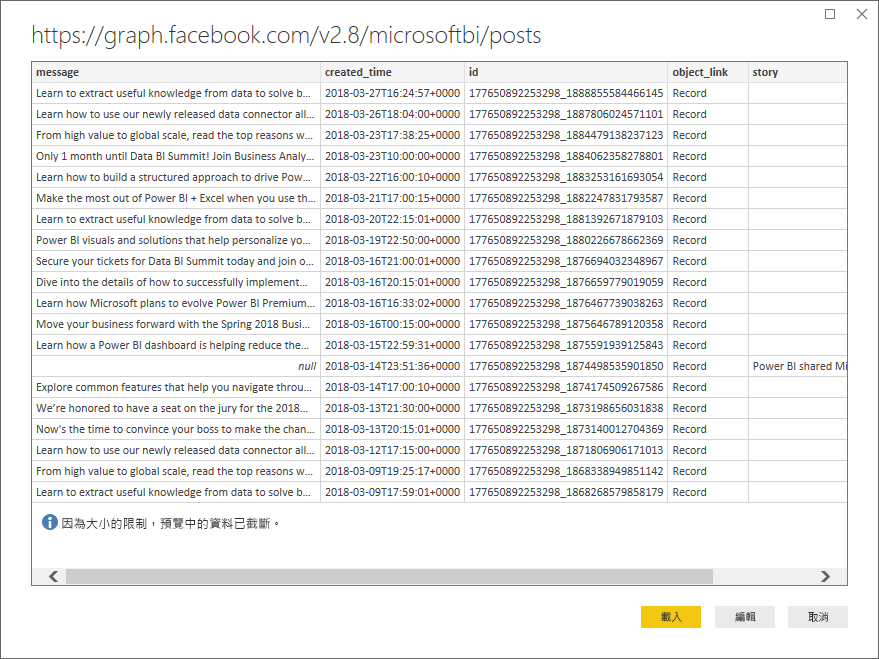 https://graph.facebook.com/v2.8/microsoftbi/posts
message created_time id object_link story
Learn to extract useful knowledge from data to solve b... 2018-03-27T16:24:57+0000 177650892253298_1888855584466145 Record
Learn how to use our newly released data connector all... 2018-03-26T18:04:00+0000 177650892253298_1887806024571101 Record
From high value to global scale, read the top reasons w... 2018-03-23T17:38:25+0000 177650892253298_1884479138237123 Record
Only 1 month until Data BI Summit! Join Business Analy... 2018-03-23T10:00:00+0000 177650892253298_1884062358278801 Record
Learn how to build a structured approach to drive Pow... 2018-03-22T16:00:10+0000 177650892253298_1883253161693054 Record
Make the most out of Power BI + Excel when you use th... 2018-03-21T17:00:15+0000 177650892253298_1882247831793587 Record
Learn to extract useful knowledge from data to solve b... 2018-03-20T22:15:01+0000 177650892253298_1881392671879103 Record
Power BI visuals and solutions that help personalize yo... 2018-03-19T22:50:00+0000 177650892253298_1880226678662369 Record
Secure your tickets for Data BI Summit today and join o... 2018-03-16T21:00:01+0000 177650892253298_1876694032348967 Record
Dive into the details of how to successfully implement... 2018-03-16T20:15:01+0000 177650892253298_1876659779019059 Record
Learn how Microsoft plans to evolve Power BI Premium... 2018-03-16T16:33:02+0000 177650892253298_1876467739038263 Record
Move your business forward with the Spring 2018 Busi... 2018-03-16T00:15:00+0000 177650892253298_1875646789120358 Record
Learn how a Power BI dashboard is helping reduce the... 2018-03-15T22:59:31+0000 177650892253298_1875591939125843 Record
null 2018-03-14T23:51:36+0000 177650892253298_1874498535901850 Record Power BI shared Mi
Explore common features that help you navigate throu... 2018-03-14T17:00:10+0000 177650892253298_1874174509267586 Record
We're honored to have a seat on the jury for the 2018... 2018-03-13T21:30:00+0000 177650892253298_1873198656031838 Record
Now's the time to convince your boss to make the chan... 2018-03-13T20:15:01+0000 177650892253298_1873140012704369 Record
Learn how to use our newly released data connector all... 2018-03-12T17:15:00+0000 177650892253298_1871806906171013 Record
From high value to global scale, read the top reasons w... 2018-03-09T19:25:17+0000 177650892253298_1868338949851142 Record
Learn to extract useful knowledge from data to solve b... 2018-03-09T17:59:01+0000 177650892253298_1868268579858179 Record
因為大小的限制，預覽中的資料已截斷。
載入 編輯 取消